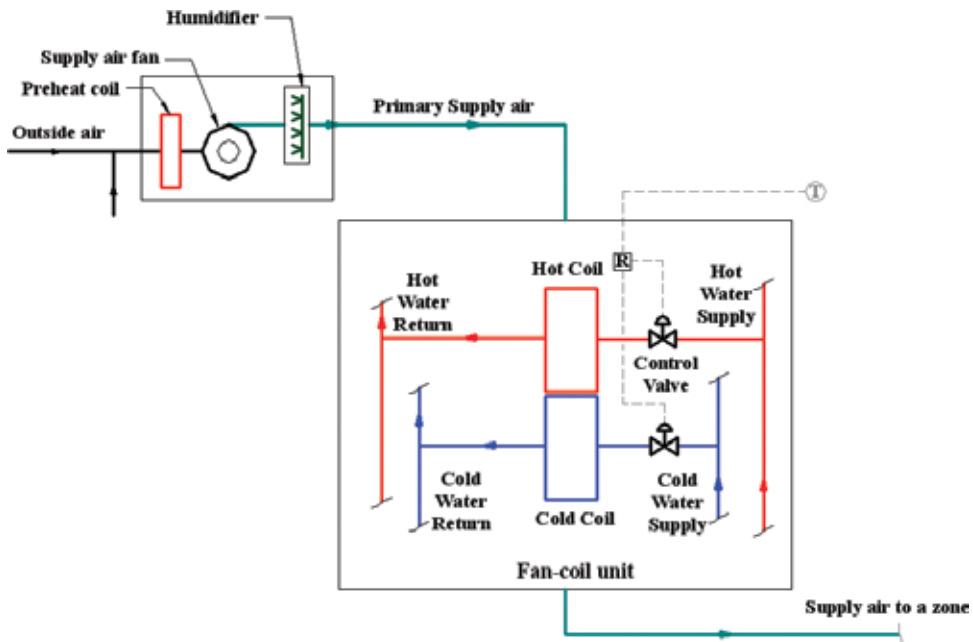 Humidifier
Supply air fan
Preheat coil
Primary Supply air
Outside air
T
R
Hot Coil
Hot
Water
Return
Hot
Water
Supply
Control
Valve
Cold
Water
Return
Cold Coil
Cold
Water
Supply
Fan-coil unit
Supply air to a zone